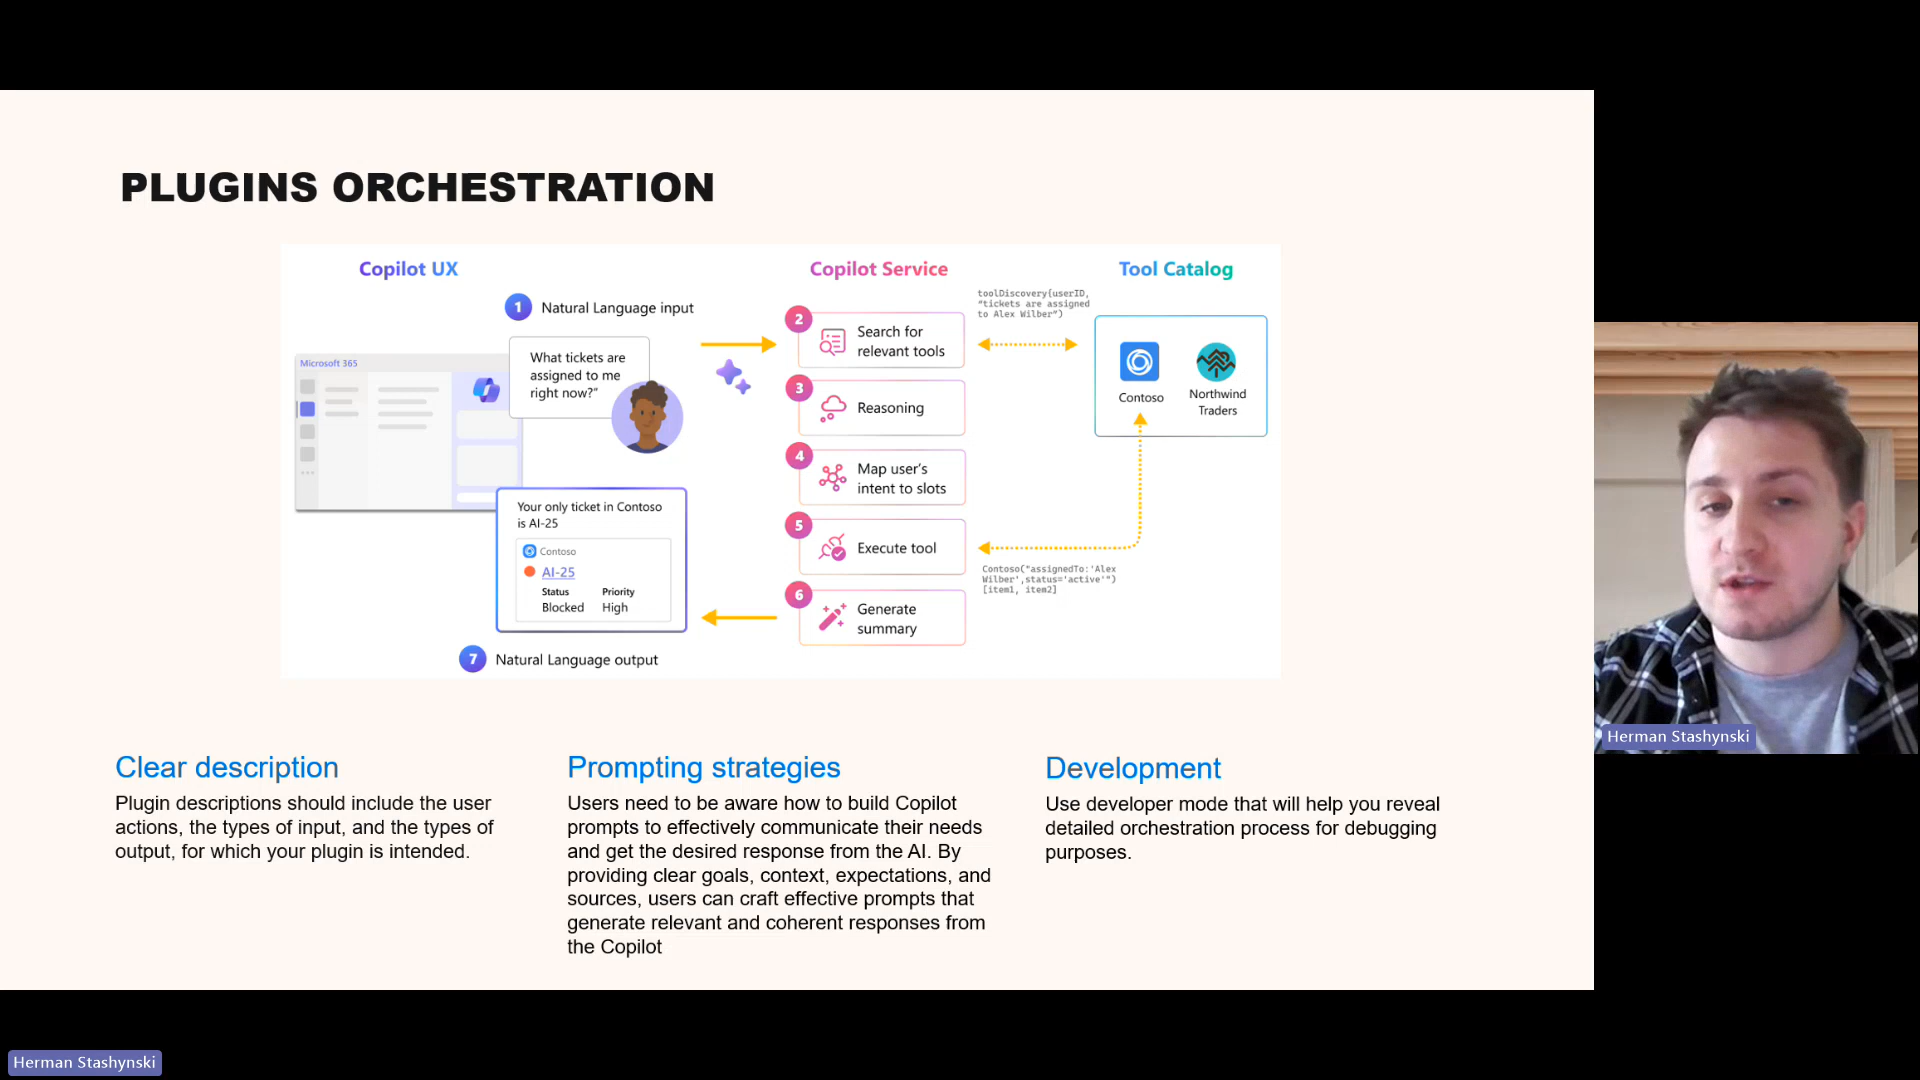 PLUGINS ORCHESTRATION
Copilot UX
Copilot Service
Tool Catalog
1
Natural Language input
Microsoft 365
What tickets are
assigned to me
right now?”
Your only ticket in Contoso
is AI-25
Contoso
AI-25
Status
Priority
Blocked
High
7
Natural Language output
2
Search for
relevant tools
3
Reasoning
4
Map user's
intent to slots
5
Execute tool
6
Generate
summary
toolDiscovery{userID,
“tickets are assigned
to Alex Wilber”)
Contoso
Northwind
Traders
Contoso("assignedTo:'Alex
Wilber',status='active'")
[item1, item2]
Clear description
Plugin descriptions should include the user
actions, the types of input, and the types of
output, for which your plugin is intended.
Prompting strategies
Users need to be aware how to build Copilot
prompts to effectively communicate their needs
and get the desired response from the AI. By
providing clear goals, context, expectations, and
sources, users can craft effective prompts that
generate relevant and coherent responses from
the Copilot
Development
Use developer mode that will help you reveal
detailed orchestration process for debugging
purposes.
Herman Stashynski
Herman Stashynski